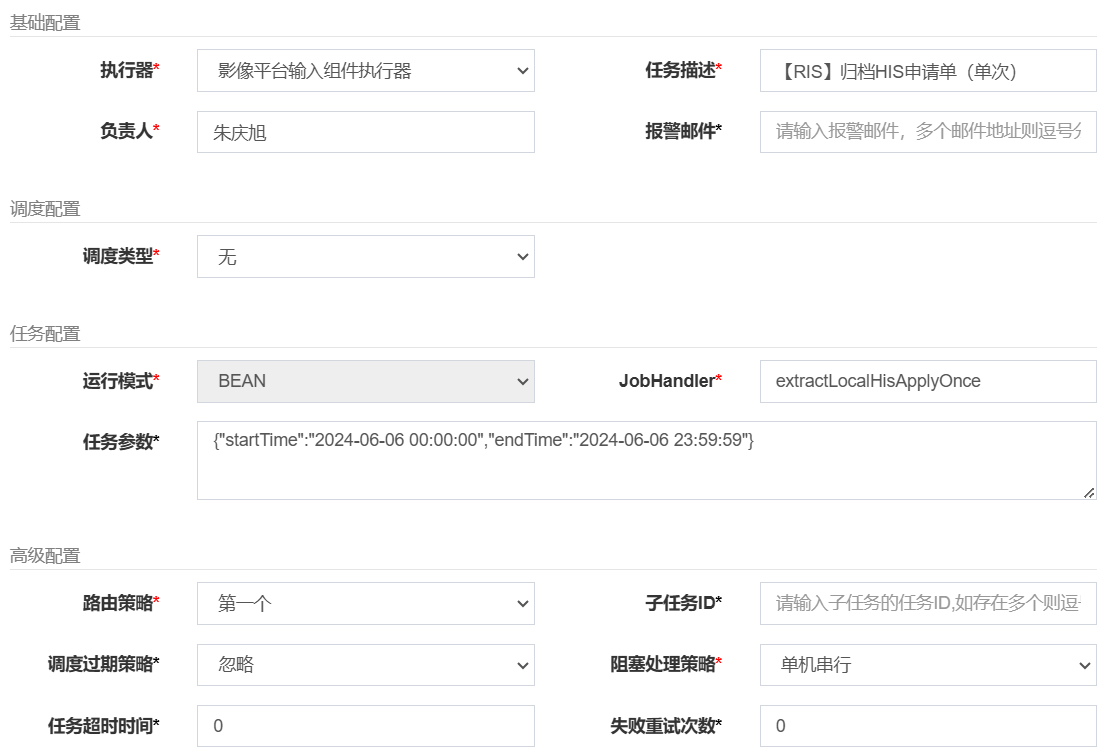 基础配置
执行器* 影像平台输入组件执行器 任务描述* 【RIS】归档HIS申请单（单次）
负责人* 朱庆旭 报警邮件* 请输入报警邮件，多个邮件地址则逗号分
调度配置
调度类型* 无
任务配置
运行模式* BEAN JobHandler* extractLocalHisApplyOnce
任务参数* {"startTime":"2024-06-06 00:00:00","endTime":"2024-06-06 23:59:59"}
高级配置
路由策略* 第一个 子任务ID* 请输入子任务的任务ID,如存在多个则逗号
调度过期策略* 忽略 阻塞处理策略* 单机串行
任务超时时间* 0 失败重试次数* 0